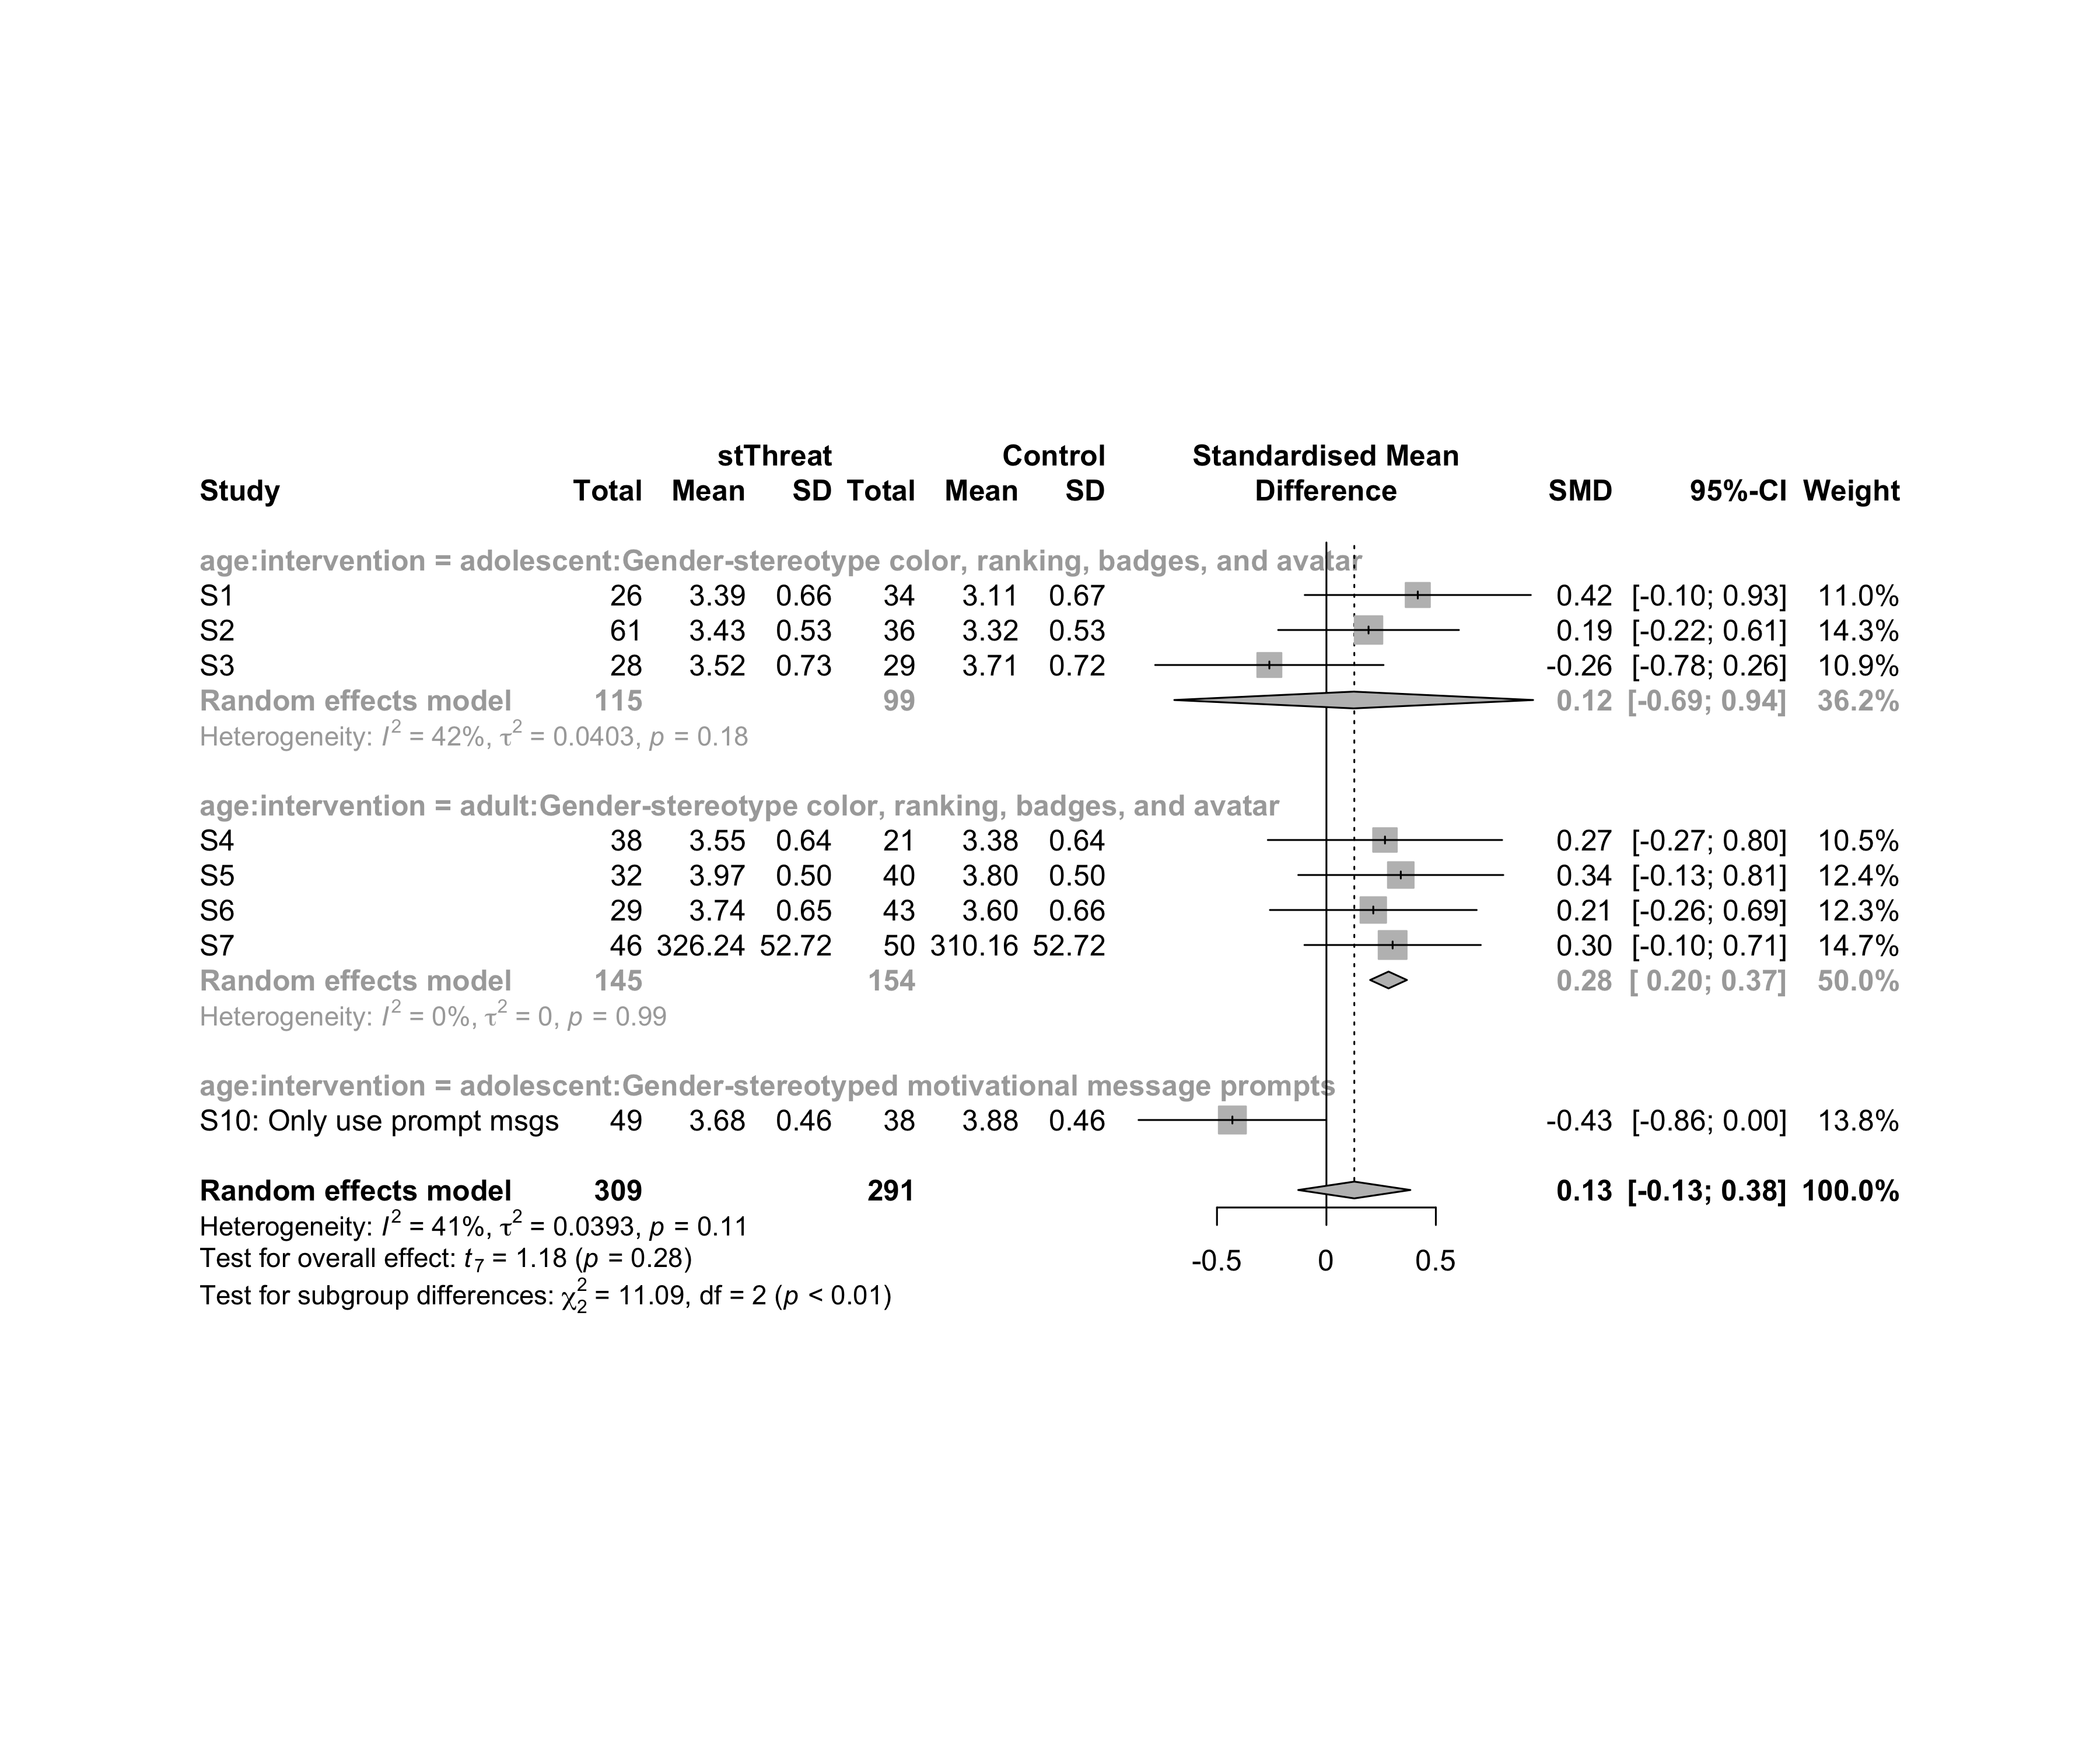 stThreat Control Standardised Mean
Study Total Mean SD Total Mean SD Difference SMD 95%-CI Weight
age:intervention = adolescent:Gender-stereotype color, ranking, badges, and avatar
S1 26 3.39 0.66 34 3.11 0.67 0.42 [-0.10; 0.93] 11.0%
S2 61 3.43 0.53 36 3.32 0.53 0.19 [-0.22; 0.61] 14.3%
S3 28 3.52 0.73 29 3.71 0.72 -0.26 [-0.78; 0.26] 10.9%
Random effects model 115 99 0.12 [-0.69; 0.94] 36.2%
Heterogeneity: I² = 42%, τ² = 0.0403, p = 0.18
age:intervention = adult:Gender-stereotype color, ranking, badges, and avatar
S4 38 3.55 0.64 21 3.38 0.64 0.27 [-0.27; 0.80] 10.5%
S5 32 3.97 0.50 40 3.80 0.50 0.34 [-0.13; 0.81] 12.4%
S6 29 3.74 0.65 43 3.60 0.66 0.21 [-0.26; 0.69] 12.3%
S7 46 326.24 52.72 50 310.16 52.72 0.30 [-0.10; 0.71] 14.7%
Random effects model 145 154 0.28 [ 0.20; 0.37] 50.0%
Heterogeneity: I² = 0%, τ² = 0, p = 0.99
age:intervention = adolescent:Gender-stereotyped motivational message prompts
S10: Only use prompt msgs 49 3.68 0.46 38 3.88 0.46 -0.43 [-0.86; 0.00] 13.8%
Random effects model 309 291 0.13 [-0.13; 0.38] 100.0%
Heterogeneity: I² = 41%, τ² = 0.0393, p = 0.11
Test for overall effect: t₇ = 1.18 (p = 0.28)
-0.5 0 0.5
Test for subgroup differences: χ²₂ = 11.09, df = 2 (p < 0.01)